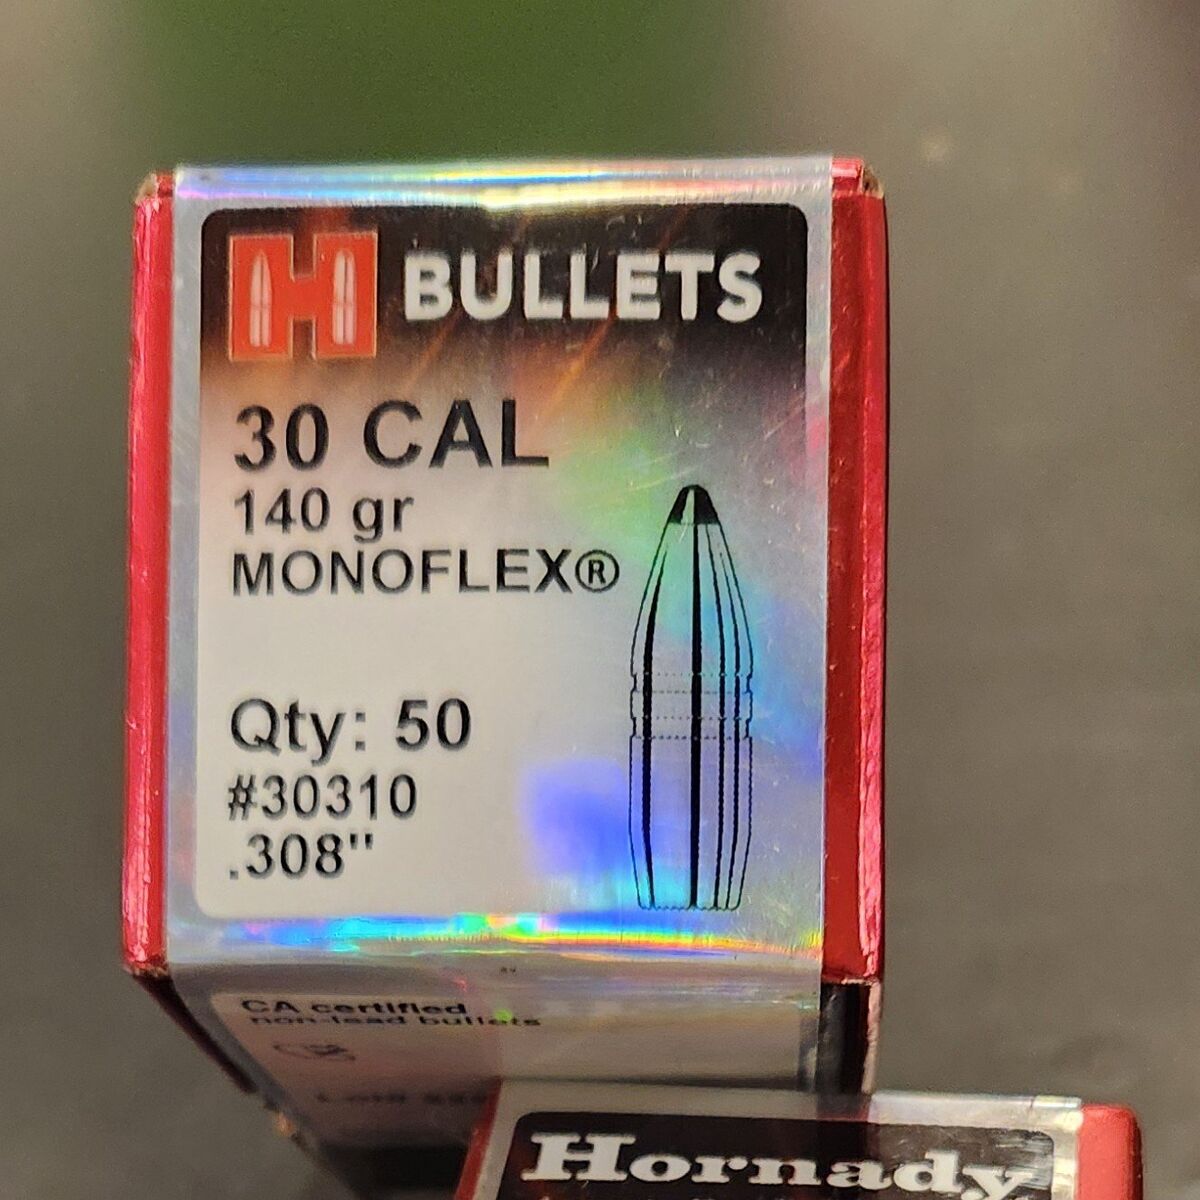 H BULLETS
30 CAL
140 gr
MONOFLEX®
Qty: 50
#30310
.308"
CA certified
non-lead bullets
Hornady